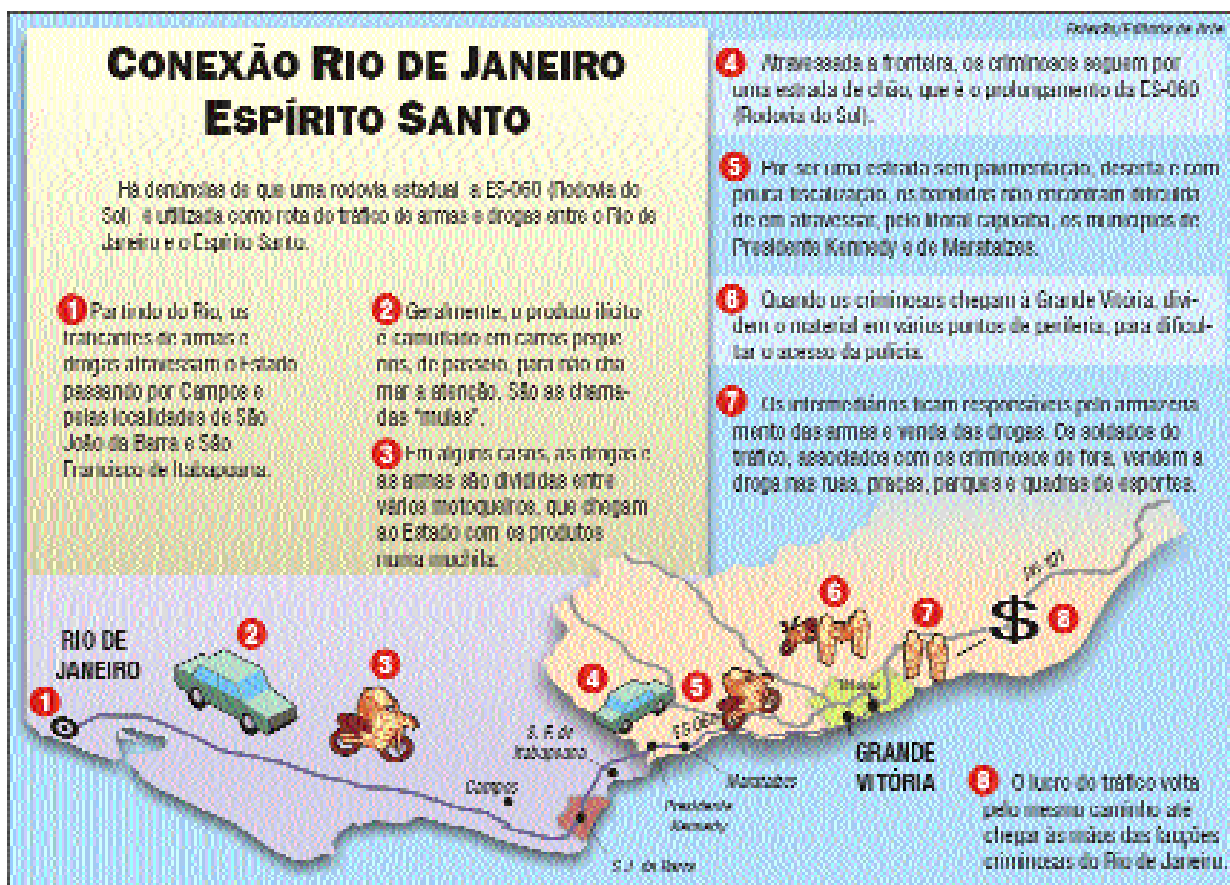 Editoria de Arte
CONEXÃO RIO DE JANEIRO
ESPÍRITO SANTO
Há denúncias de que uma rodovia estadual, a ES-060 (Rodovia do
Sol) é utilizada como rota do tráfico de armas e drogas entre o Rio de
Janeiro e o Espírito Santo.
1 Partindo do Rio, os
traficantes de armas e
drogas atravessam o Estado
passando por Campos e
pelas localidades de São
João da Barra e São
Francisco de Itabapoana.
2 Geralmente, o produto ilícito
é camuflado em carros peque
nos, de passeio, para não cha
mar a atenção. São as chama-
das "mulas".
3 Em alguns casos, as drogas e
as armas são divididas entre
vários motoqueiros, que chegam
ao Estado com os produtos
numa mochila.
4 Atravessada a fronteira, os criminosos seguem por
uma estrada de chão, que é o prolongamento da ES-060
(Rodovia do Sol).
5 Por ser uma estrada sem pavimentação, deserta e com
pouca fiscalização, os bandidos não encontram dificulda
de em atravessar, pelo litoral capixaba, os municípios de
Presidente Kennedy e de Marataízes.
6 Quando os criminosos chegam à Grande Vitória, divi-
dem o material em vários pontos de periferia, para dificul-
tar o acesso da polícia.
7 Os intermediários ficam responsáveis pelo armazena
mento das armas e venda das drogas. Os soldados do
tráfico, associados com os criminosos de fora, vendem a
droga nas ruas, praças, parques e quadras de esportes.
RIO DE
JANEIRO
1
2
3
4
5
6
7
$
8
BR-101
ES-060
Vitória
S. F. de
Itabapoana
Campos
S.J. da Barra
Presidente
Kennedy
Marataízes
GRANDE
VITÓRIA
8 O lucro do tráfico volta
pelo mesmo caminho até
chegar às mãos das facções
criminosas do Rio de Janeiro.